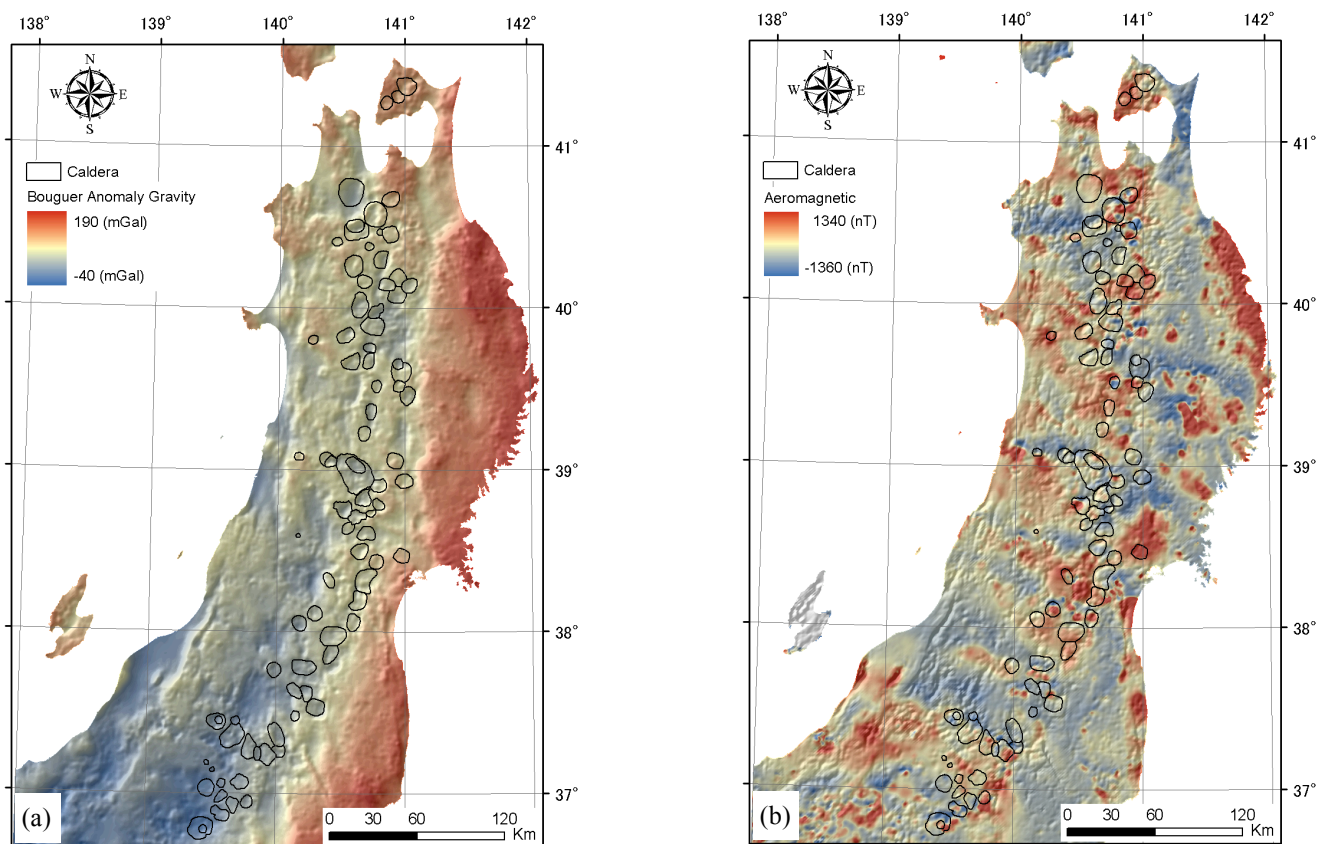 138° 139° 140° 141° 142°
N
W E
S
Caldera
Bouguer Anomaly Gravity
190 (mGal)
-40 (mGal)
41°
40°
39°
38°
37°
(a)
0 30 60 120
Km
138° 139° 140° 141° 142°
N
W E
S
Caldera
Aeromagnetic
1340 (nT)
-1360 (nT)
41°
40°
39°
38°
37°
(b)
0 30 60 120
Km